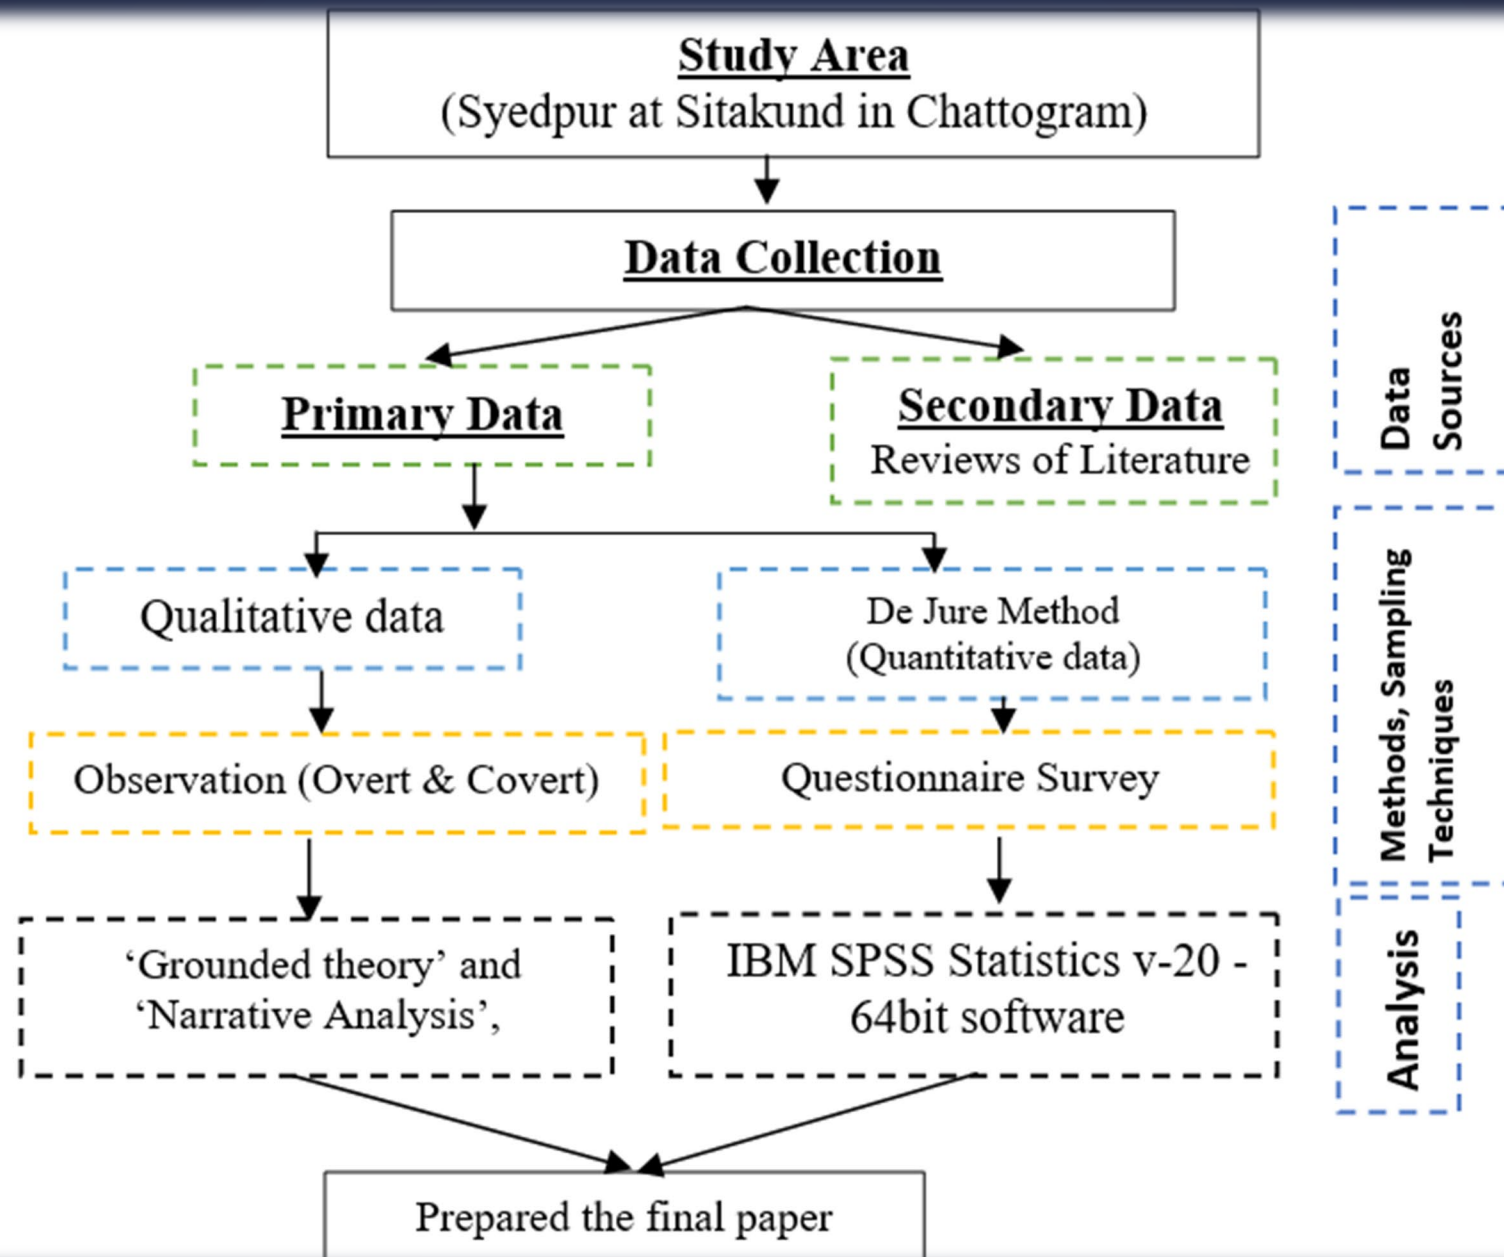 Study Area
(Syedpur at Sitakund in Chattogram)
Data Collection
Primary Data
Secondary Data
Reviews of Literature
Data
Sources
Qualitative data
De Jure Method
(Quantitative data)
Methods, Sampling
Techniques
Observation (Overt & Covert)
Questionnaire Survey
‘Grounded theory’ and
‘Narrative Analysis’,
IBM SPSS Statistics v-20 -
64bit software
Analysis
Prepared the final paper